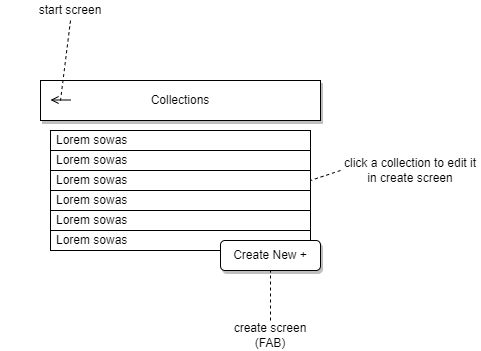 start screen
Collections
Lorem sowas
Lorem sowas
Lorem sowas
Lorem sowas
Lorem sowas
Lorem sowas
click a collection to edit it
in create screen
Create New +
create screen
(FAB)